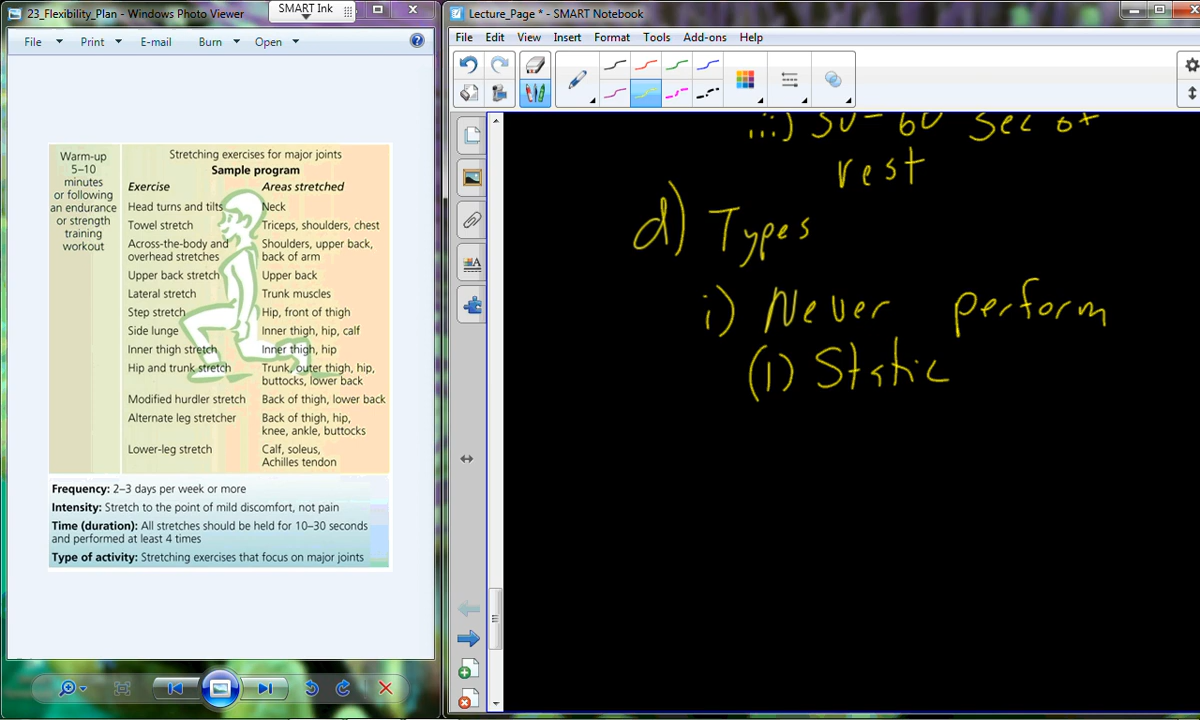 23_Flexibility_Plan - Windows Photo Viewer
SMART Ink
File Print E-mail Burn Open
Warm-up
5–10
minutes
or following
an endurance
or strength
training
workout
Stretching exercises for major joints
Sample program
Exercise Areas stretched
Head turns and tilts Neck
Towel stretch Triceps, shoulders, chest
Across-the-body and Shoulders, upper back,
overhead stretches back of arm
Upper back stretch Upper back
Lateral stretch Trunk muscles
Step stretch Hip, front of thigh
Side lunge Inner thigh, hip, calf
Inner thigh stretch Inner thigh, hip
Hip and trunk stretch Trunk, outer thigh, hip,
buttocks, lower back
Modified hurdler stretch Back of thigh, lower back
Alternate leg stretcher Back of thigh, hip,
knee, ankle, buttocks
Lower-leg stretch Calf, soleus,
Achilles tendon
Frequency: 2–3 days per week or more
Intensity: Stretch to the point of mild discomfort, not pain
Time (duration): All stretches should be held for 10–30 seconds
and performed at least 4 times
Type of activity: Stretching exercises that focus on major joints
Lecture_Page * - SMART Notebook
File Edit View Insert Format Tools Add-ons Help
iii) 30-60 sec of
rest
d) Types
i) Never perform
(1) Static